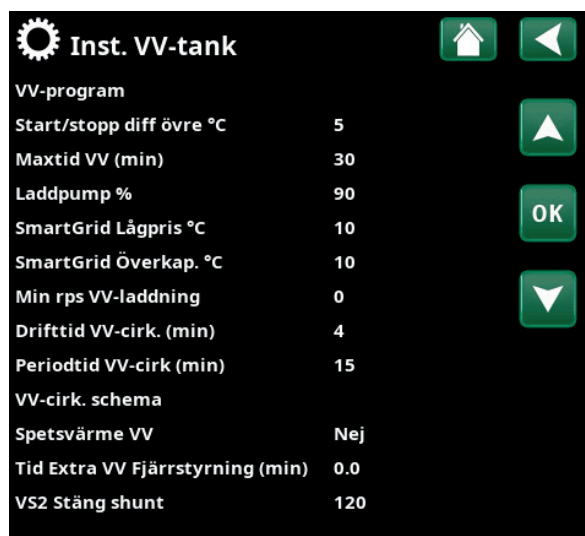 Inst. VV-tank
VV-program
Start/stopp diff övre °C 5
Maxtid VV (min) 30
Laddpump % 90
SmartGrid Lågpris °C 10
OK
SmartGrid Överkap. °C 10
Min rps VV-laddning 0
Drifttid VV-cirk. (min) 4
Periodtid VV-cirk (min) 15
VV-cirk. schema
Spetsvärme VV Nej
Tid Extra VV Fjärrstyrning (min) 0.0
VS2 Stäng shunt 120